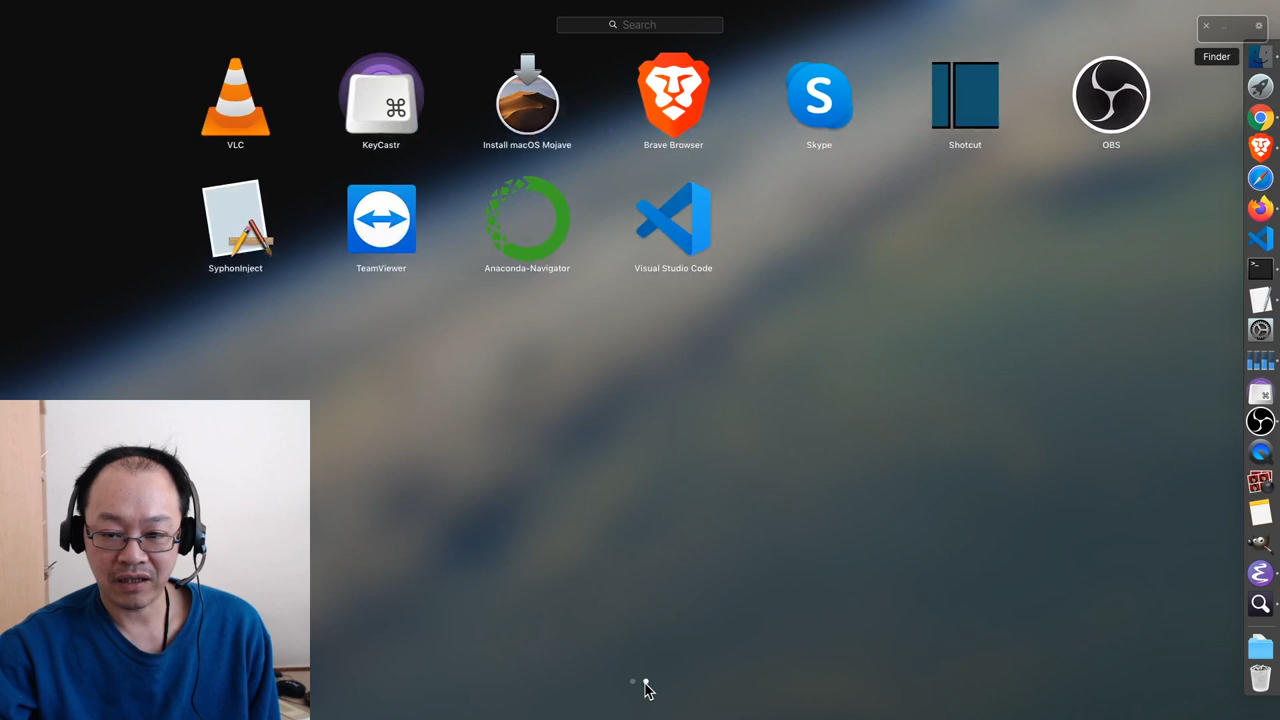 Search
Finder
VLC
KeyCastr
Install macOS Mojave
Brave Browser
Skype
Shotcut
OBS
SyphonInject
TeamViewer
Anaconda-Navigator
Visual Studio Code